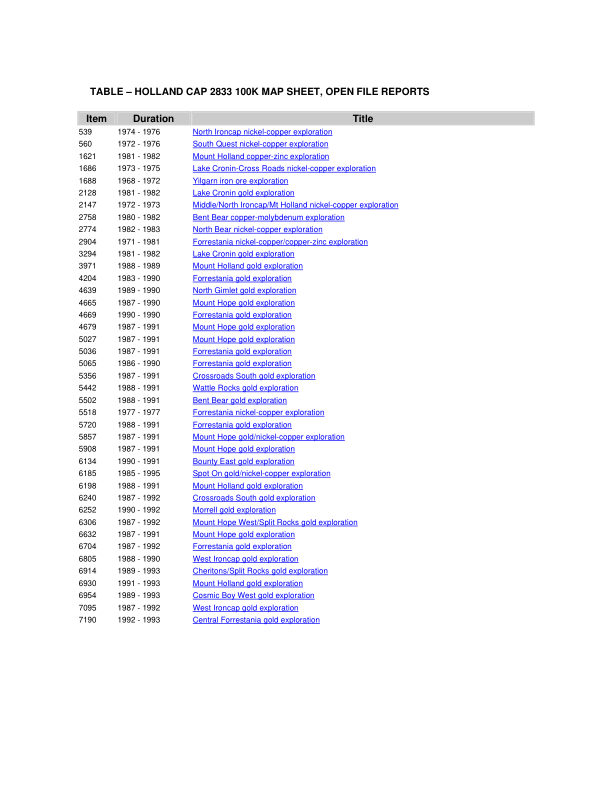 TABLE – HOLLAND CAP 2833 100K MAP SHEET, OPEN FILE REPORTS
Item Duration Title
539 1974 - 1976 North Ironcap nickel-copper exploration
560 1972 - 1976 South Quest nickel-copper exploration
1621 1981 - 1982 Mount Holland copper-zinc exploration
1686 1973 - 1975 Lake Cronin-Cross Roads nickel-copper exploration
1688 1968 - 1972 Yilgarn iron ore exploration
2128 1981 - 1982 Lake Cronin gold exploration
2147 1972 - 1973 Middle/North Ironcap/Mt Holland nickel-copper exploration
2758 1980 - 1982 Bent Bear copper-molybdenum exploration
2774 1982 - 1983 North Bear nickel-copper exploration
2904 1971 - 1981 Forrestania nickel-copper/copper-zinc exploration
3294 1981 - 1982 Lake Cronin gold exploration
3971 1988 - 1989 Mount Holland gold exploration
4204 1983 - 1990 Forrestania gold exploration
4639 1989 - 1990 North Gimlet gold exploration
4665 1987 - 1990 Mount Hope gold exploration
4669 1990 - 1990 Forrestania gold exploration
4679 1987 - 1991 Mount Hope gold exploration
5027 1987 - 1991 Mount Hope gold exploration
5036 1987 - 1991 Forrestania gold exploration
5065 1986 - 1990 Forrestania gold exploration
5356 1987 - 1991 Crossroads South gold exploration
5442 1988 - 1991 Wattle Rocks gold exploration
5502 1988 - 1991 Bent Bear gold exploration
5518 1977 - 1977 Forrestania nickel-copper exploration
5720 1988 - 1991 Forrestania gold exploration
5857 1987 - 1991 Mount Hope gold/nickel-copper exploration
5908 1987 - 1991 Mount Hope gold exploration
6134 1990 - 1991 Bounty East gold exploration
6185 1985 - 1995 Spot On gold/nickel-copper exploration
6198 1988 - 1991 Mount Holland gold exploration
6240 1987 - 1992 Crossroads South gold exploration
6252 1990 - 1992 Morrell gold exploration
6306 1987 - 1992 Mount Hope West/Split Rocks gold exploration
6632 1987 - 1991 Mount Hope gold exploration
6704 1987 - 1992 Forrestania gold exploration
6805 1988 - 1990 West Ironcap gold exploration
6914 1989 - 1993 Cheritons/Split Rocks gold exploration
6930 1991 - 1993 Mount Holland gold exploration
6954 1989 - 1993 Cosmic Boy West gold exploration
7095 1987 - 1992 West Ironcap gold exploration
7190 1992 - 1993 Central Forrestania gold exploration